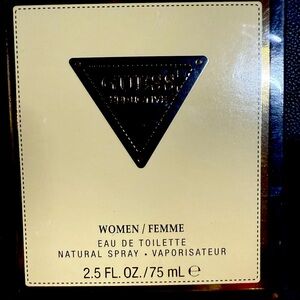 GUESS
WOMEN / FEMME
EAU DE TOILETTE
NATURAL SPRAY • VAPORISATEUR
2.5 FL. OZ./75 mL ℮